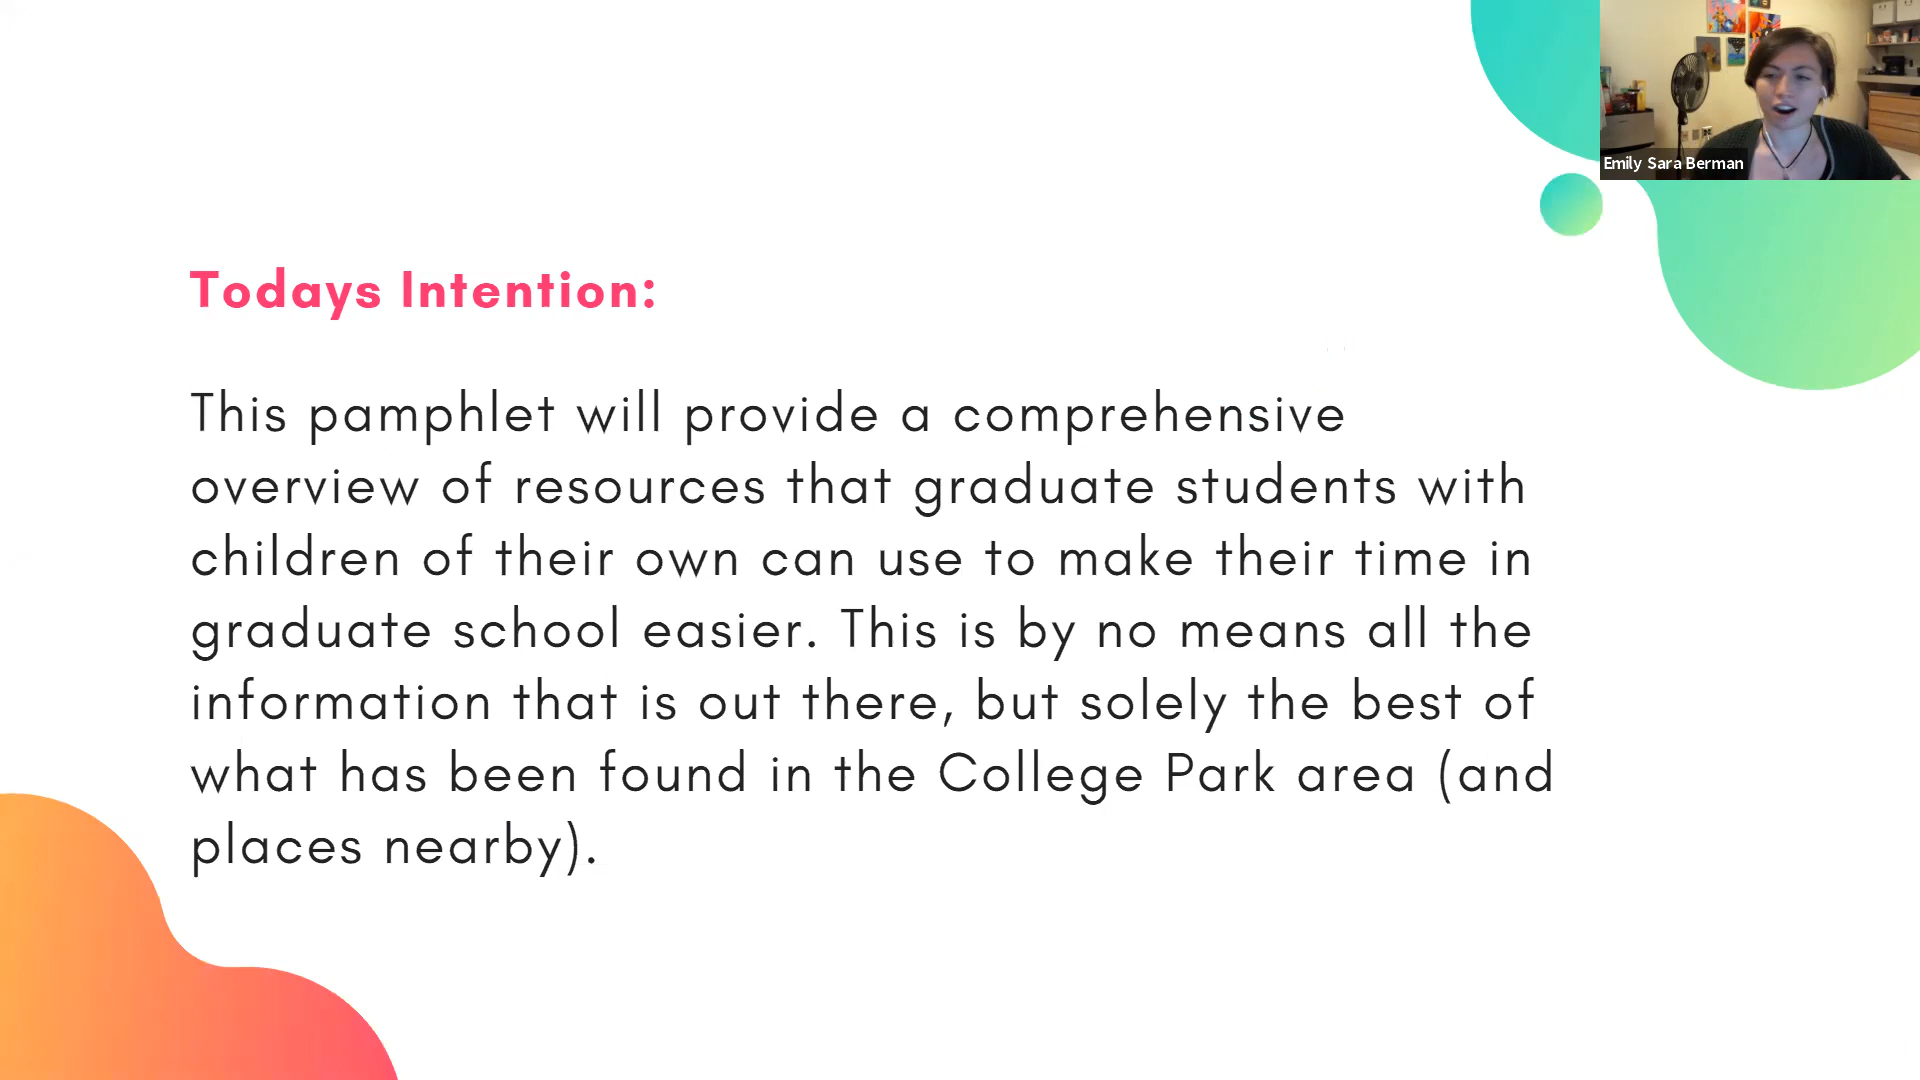 Emily Sara Berman
Todays Intention:
This pamphlet will provide a comprehensive
overview of resources that graduate students with
children of their own can use to make their time in
graduate school easier. This is by no means all the
information that is out there, but solely the best of
what has been found in the College Park area (and
places nearby).